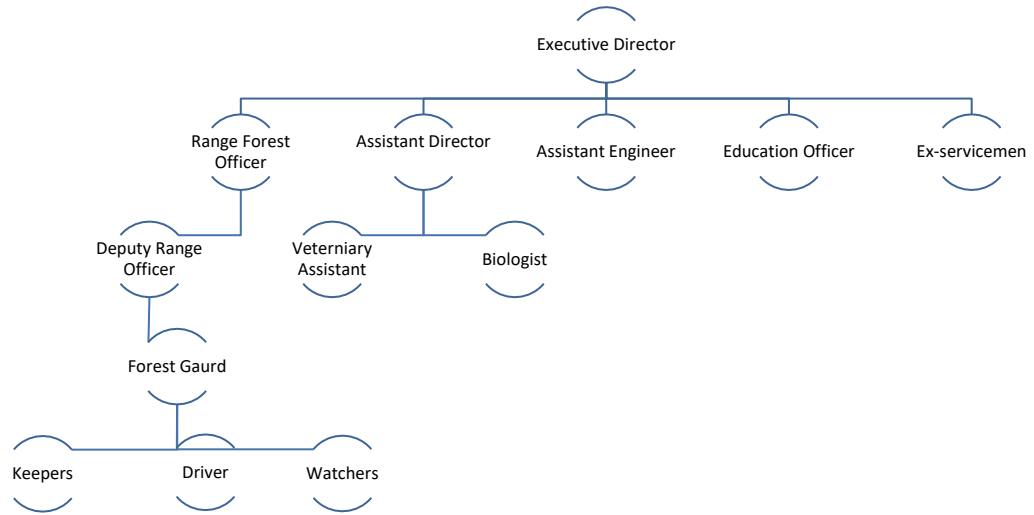 Executive Director
Range Forest
Officer
Assistant Director
Assistant Engineer
Education Officer
Ex-servicemen
Deputy Range
Officer
Veterniary
Assistant
Biologist
Forest Gaurd
Keepers
Driver
Watchers